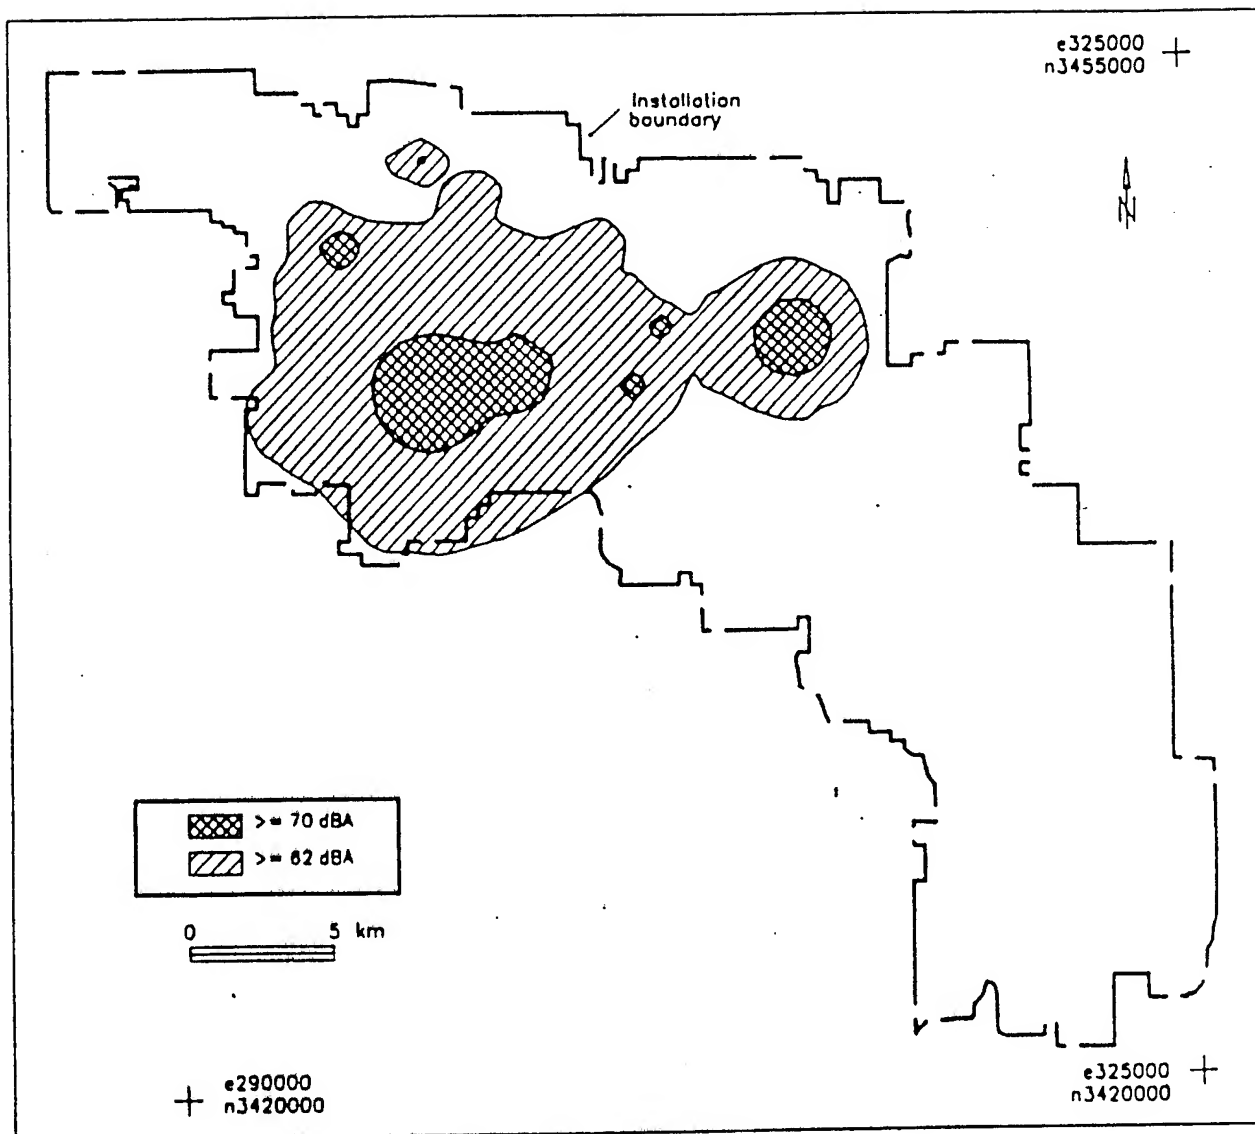 e325000
n3455000
Installation
boundary
N
>= 70 dBA
>= 62 dBA
0 5 km
e290000
n3420000
e325000
n3420000